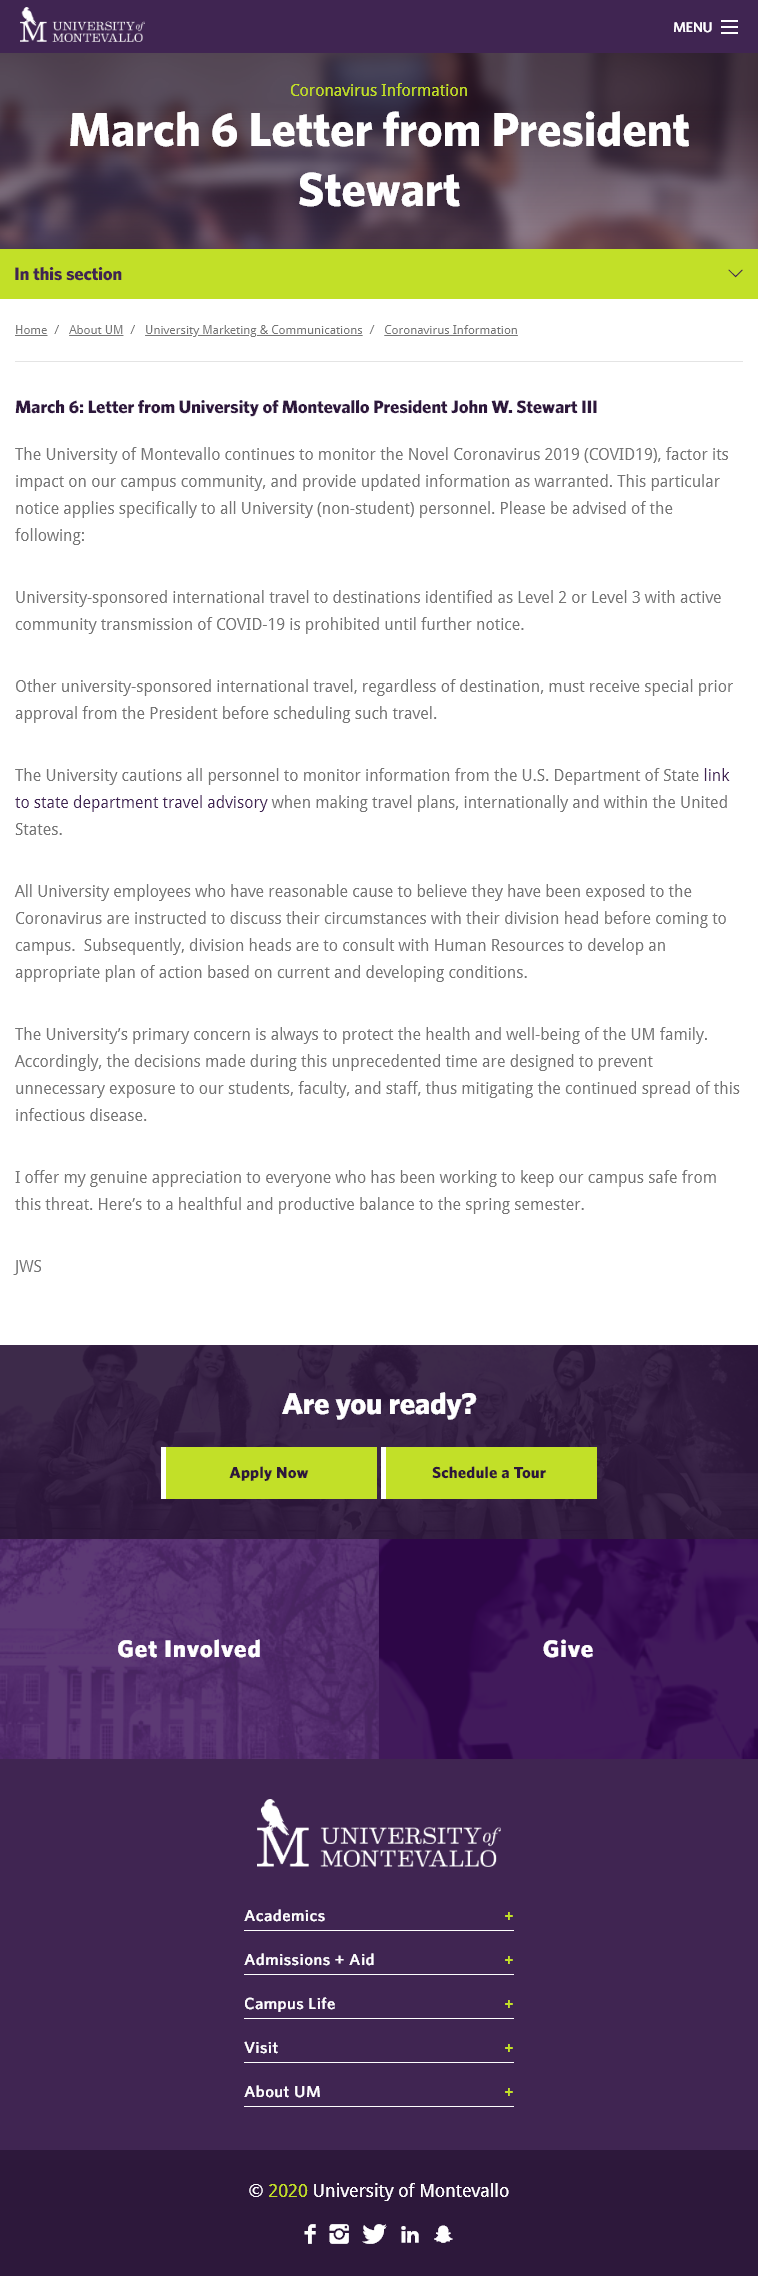 UNIVERSITY of
MONTEVALLO
MENU
Coronavirus Information
March 6 Letter from President
Stewart
In this section
Home / About UM / University Marketing & Communications / Coronavirus Information
March 6: Letter from University of Montevallo President John W. Stewart III
The University of Montevallo continues to monitor the Novel Coronavirus 2019 (COVID19), factor its
impact on our campus community, and provide updated information as warranted. This particular
notice applies specifically to all University (non-student) personnel. Please be advised of the
following:
University-sponsored international travel to destinations identified as Level 2 or Level 3 with active
community transmission of COVID-19 is prohibited until further notice.
Other university-sponsored international travel, regardless of destination, must receive special prior
approval from the President before scheduling such travel.
The University cautions all personnel to monitor information from the U.S. Department of State link
to state department travel advisory when making travel plans, internationally and within the United
States.
All University employees who have reasonable cause to believe they have been exposed to the
Coronavirus are instructed to discuss their circumstances with their division head before coming to
campus.  Subsequently, division heads are to consult with Human Resources to develop an
appropriate plan of action based on current and developing conditions.
The University’s primary concern is always to protect the health and well-being of the UM family.
Accordingly, the decisions made during this unprecedented time are designed to prevent
unnecessary exposure to our students, faculty, and staff, thus mitigating the continued spread of this
infectious disease.
I offer my genuine appreciation to everyone who has been working to keep our campus safe from
this threat. Here’s to a healthful and productive balance to the spring semester.
JWS
Are you ready?
Apply Now
Schedule a Tour
Get Involved
Give
M UNIVERSITY of
MONTEVALLO
Academics +
Admissions + Aid +
Campus Life +
Visit +
About UM +
© 2020 University of Montevallo